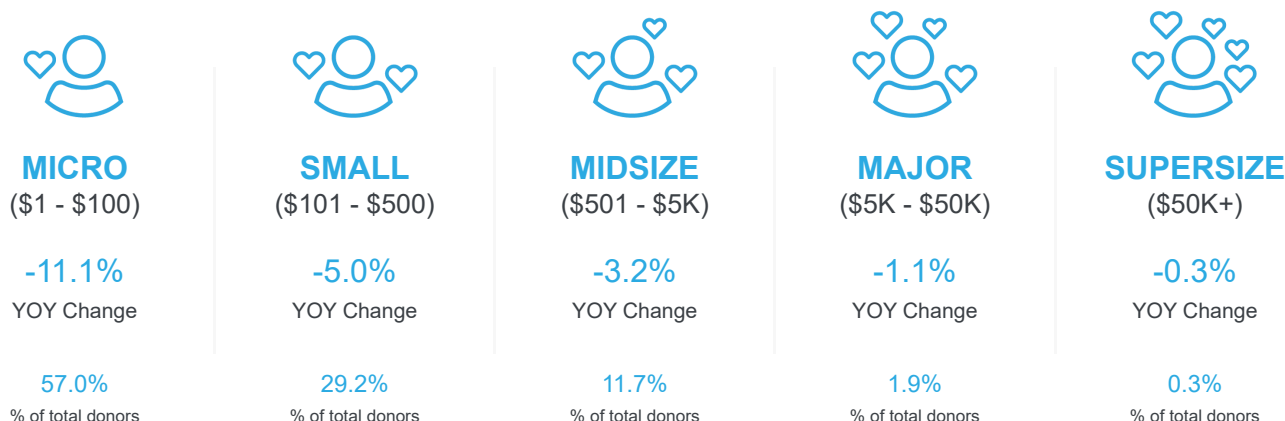 MICRO
($1 - $100)
-11.1%
YOY Change
57.0%
% of total donors
SMALL
($101 - $500)
-5.0%
YOY Change
29.2%
% of total donors
MIDSIZE
($501 - $5K)
-3.2%
YOY Change
11.7%
% of total donors
MAJOR
($5K - $50K)
-1.1%
YOY Change
1.9%
% of total donors
SUPERSIZE
($50K+)
-0.3%
YOY Change
0.3%
% of total donors